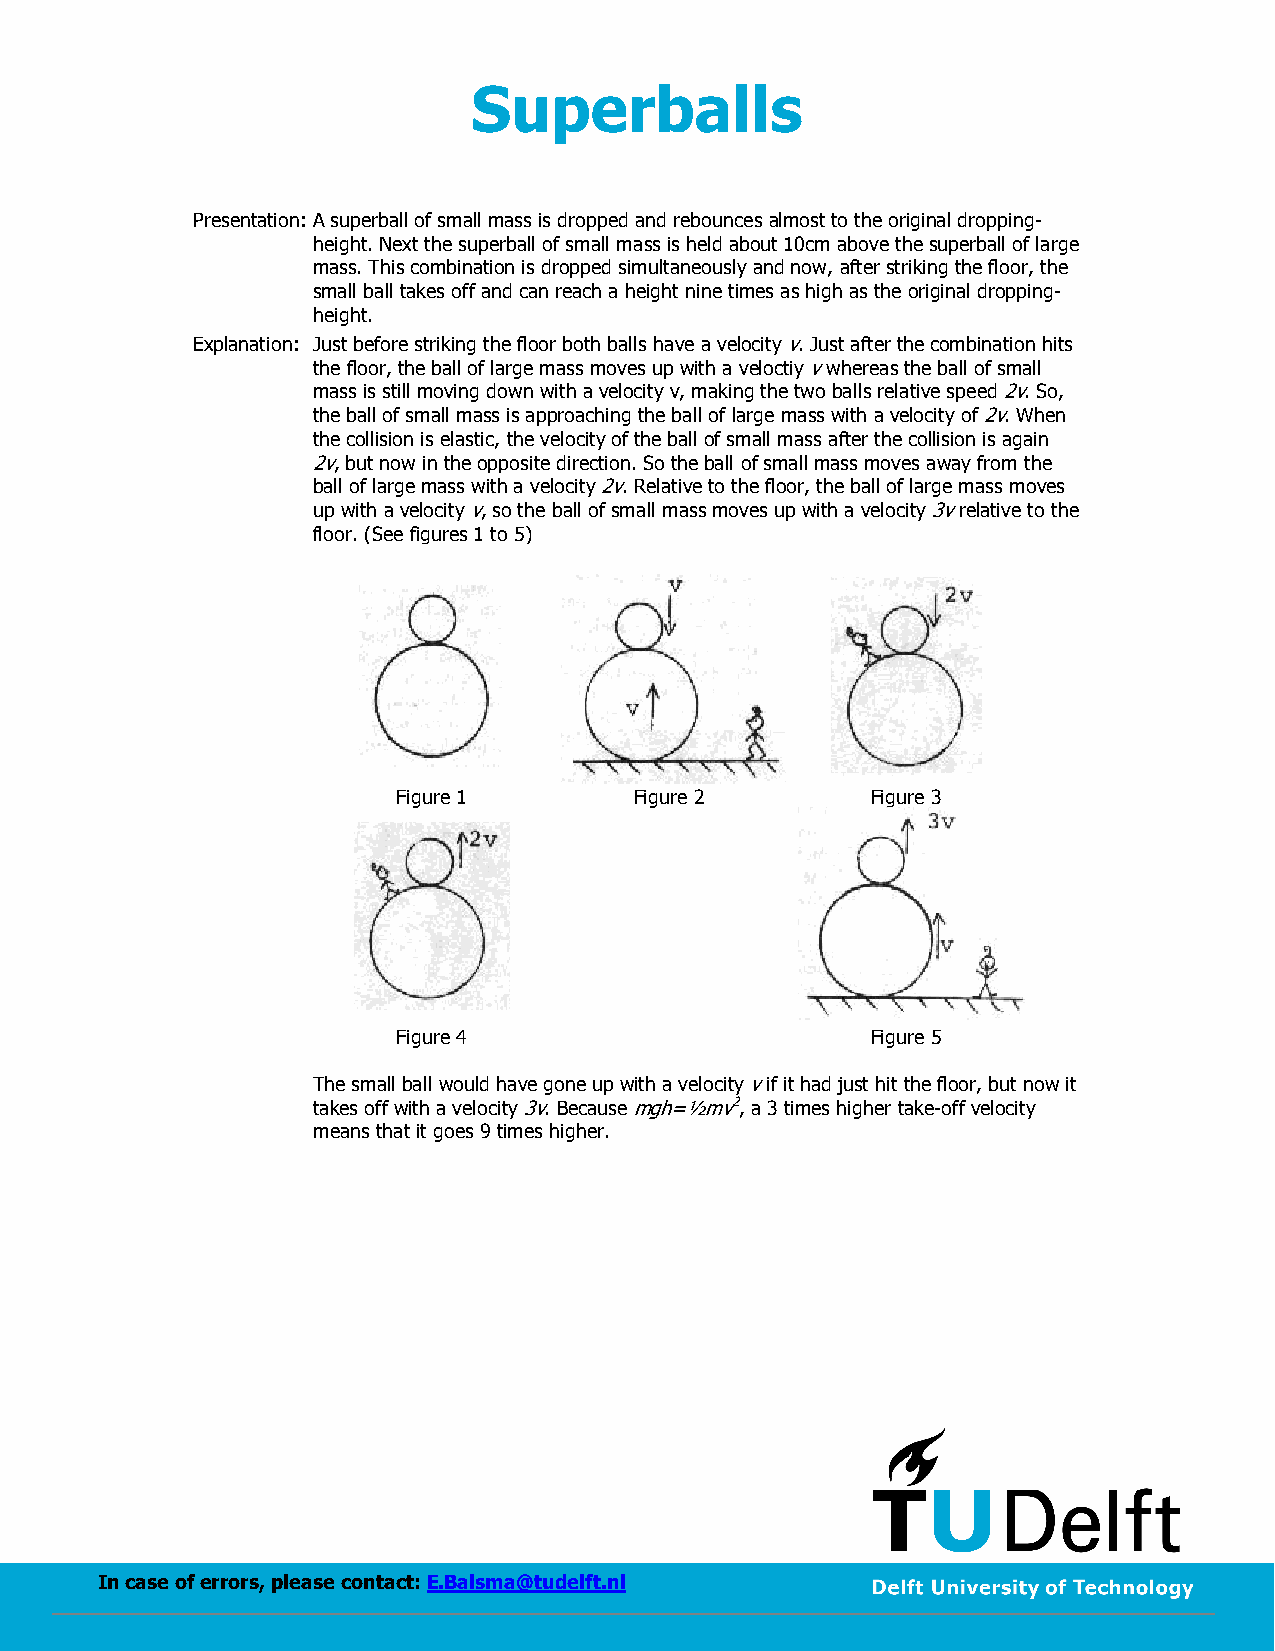 Superballs
Presentation: A superball of small mass is dropped and rebounces almost to the original dropping-
height. Next the superball of small mass is held about 10cm above the superball of large
mass. This combination is dropped simultaneously and now, after striking the floor, the
small ball takes off and can reach a height nine times as high as the original dropping-
height.
Explanation: Just before striking the floor both balls have a velocity v. Just after the combination hits
the floor, the ball of large mass moves up with a veloctiy v whereas the ball of small
mass is still moving down with a velocity v, making the two balls relative speed 2v. So,
the ball of small mass is approaching the ball of large mass with a velocity of 2v. When
the collision is elastic, the velocity of the ball of small mass after the collision is again
2v, but now in the opposite direction. So the ball of small mass moves away from the
ball of large mass with a velocity 2v. Relative to the floor, the ball of large mass moves
up with a velocity v, so the ball of small mass moves up with a velocity 3v relative to the
floor. (See figures 1 to 5)
v
2v
v
Figure 1 Figure 2 Figure 3
3v
2v
v
Figure 4 Figure 5
The small ball would have gone up with a velocity v if it had just hit the floor, but now it
takes off with a velocity 3v. Because mgh=½mv², a 3 times higher take-off velocity
means that it goes 9 times higher.
TUDelft
In case of errors, please contact: E.Balsma@tudelft.nl
Delft University of Technology